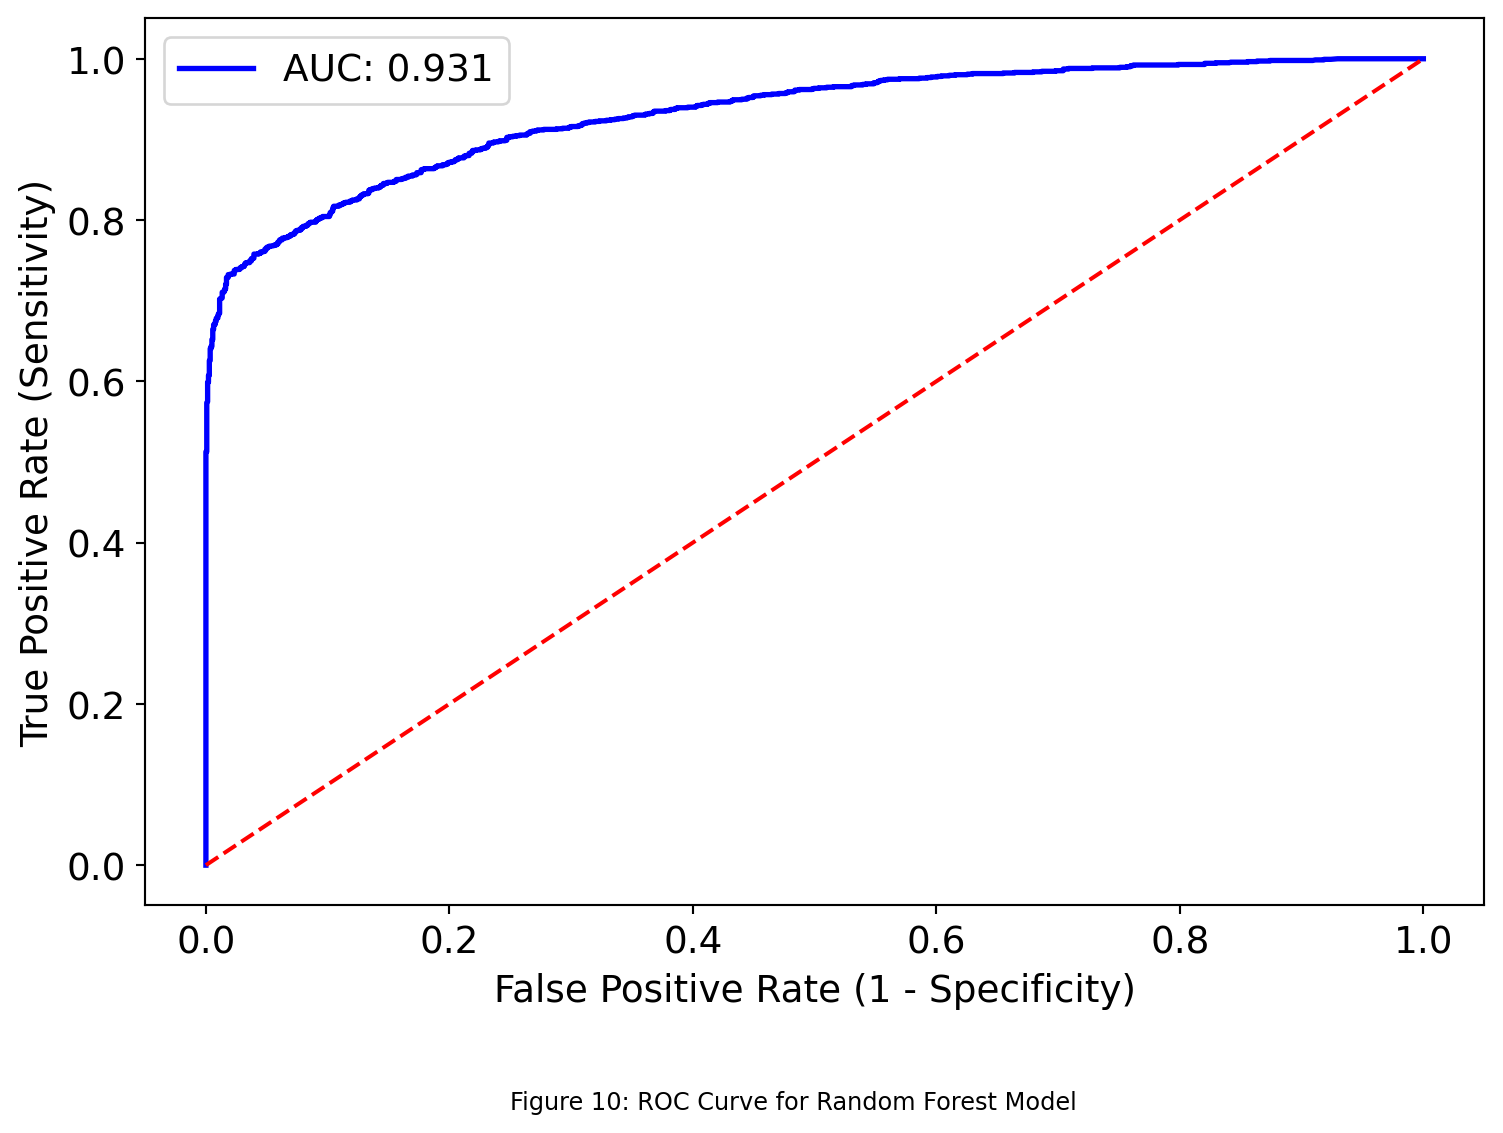 AUC: 0.931
1.0
0.8
0.6
0.4
0.2
0.0
True Positive Rate (Sensitivity)
0.0 0.2 0.4 0.6 0.8 1.0
False Positive Rate (1 - Specificity)
Figure 10: ROC Curve for Random Forest Model